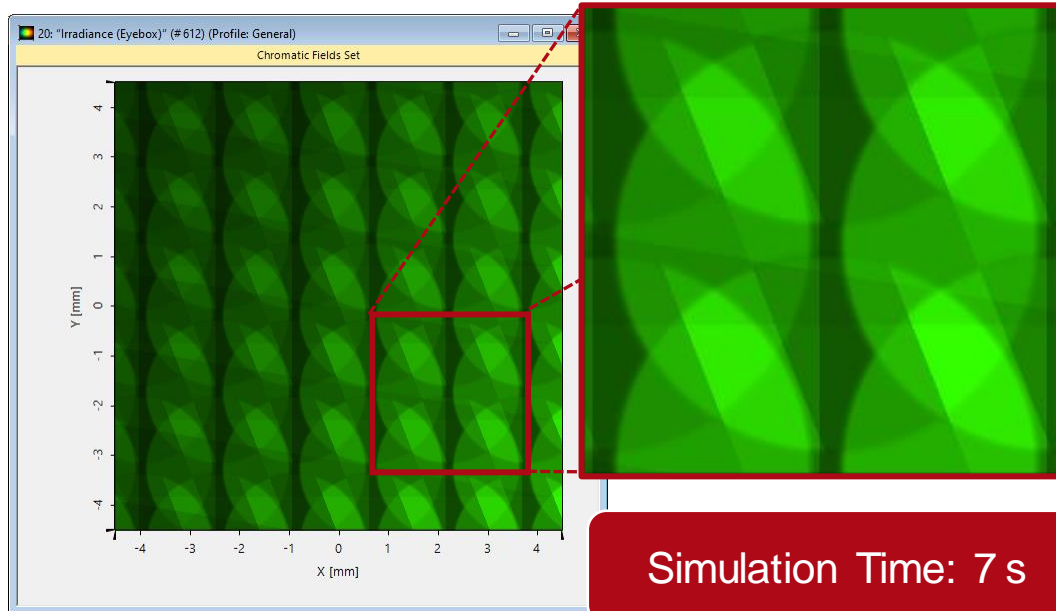 20: "Irradiance (Eyebox)" (#612) (Profile: General)
Chromatic Fields Set
Y [mm]
4
3
2
1
0
-1
-2
-3
-4
-4 -3 -2 -1 0 1 2 3 4
X [mm]
Simulation Time: 7 s